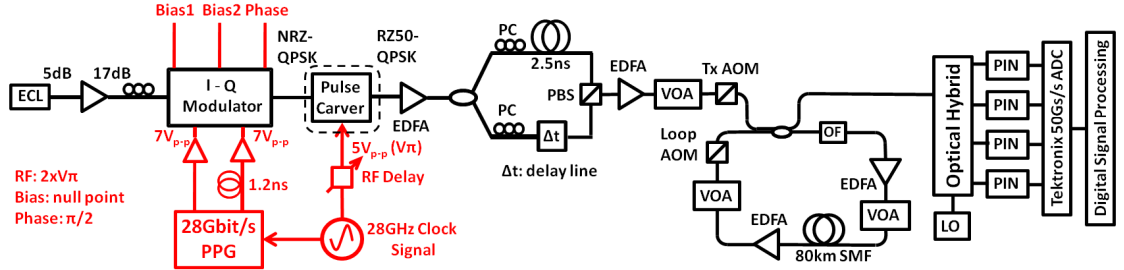 Bias1 Bias2 Phase
NRZ-
QPSK
RZ50-
QPSK
5dB
17dB
ECL
I - Q
Modulator
Pulse
Carver
EDFA
PC
2.5ns
PC
Δt
PBS
Δt: delay line
EDFA
VOA
Tx AOM
Loop
AOM
OF
EDFA
VOA
80km SMF
EDFA
VOA
Optical Hybrid
LO
PIN
PIN
PIN
PIN
Tektronix 50Gs/s ADC
Digital Signal Processing
7Vp-p
7Vp-p
5Vp-p (Vπ)
RF Delay
1.2ns
RF: 2xVπ
Bias: null point
Phase: π/2
28Gbit/s
PPG
28GHz Clock
Signal